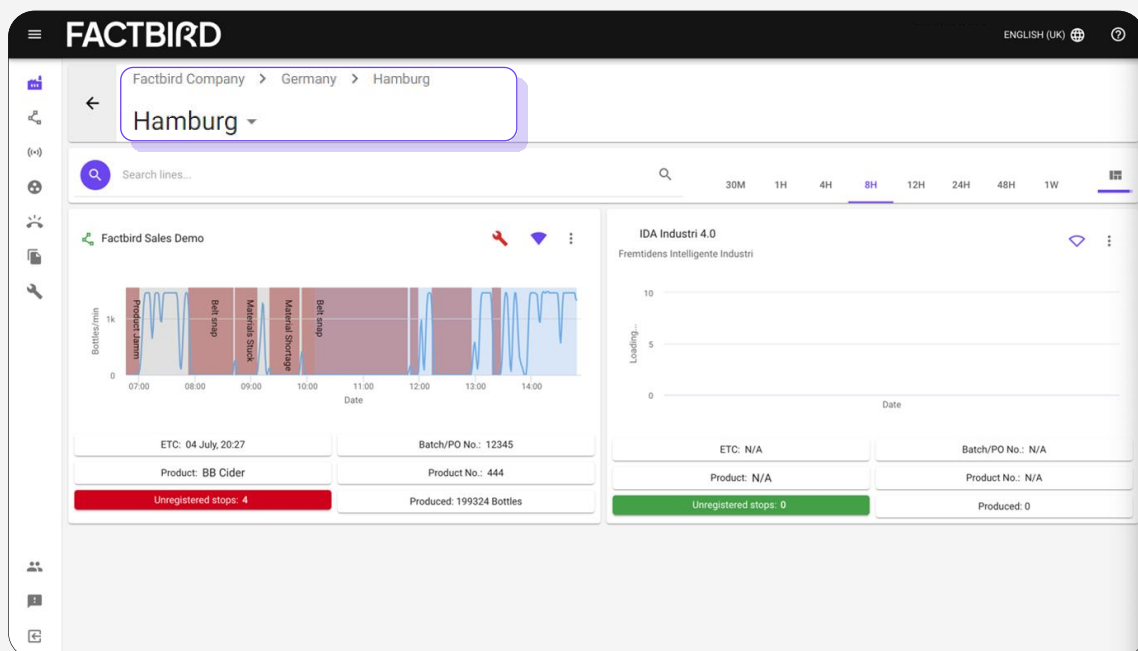 FACTBIRD
ENGLISH (UK)
Factbird Company > Germany > Hamburg
Hamburg
Search lines...
30M 1H 4H 8H 12H 24H 48H 1W
Factbird Sales Demo
Bottles/min
1k
0
Product Jamm
Belt snap
Materials Stuck
Material Shortage
Belt snap
07:00 08:00 09:00 10:00 11:00 12:00 13:00 14:00
Date
ETC: 04 July, 20:27
Batch/PO No.: 12345
Product: BB Cider
Product No.: 444
Unregistered stops: 4
Produced: 199324 Bottles
IDA Industri 4.0
Fremtidens Intelligente Industri
Loading...
10
5
0
Date
ETC: N/A
Batch/PO No.: N/A
Product: N/A
Product No.: N/A
Unregistered stops: 0
Produced: 0